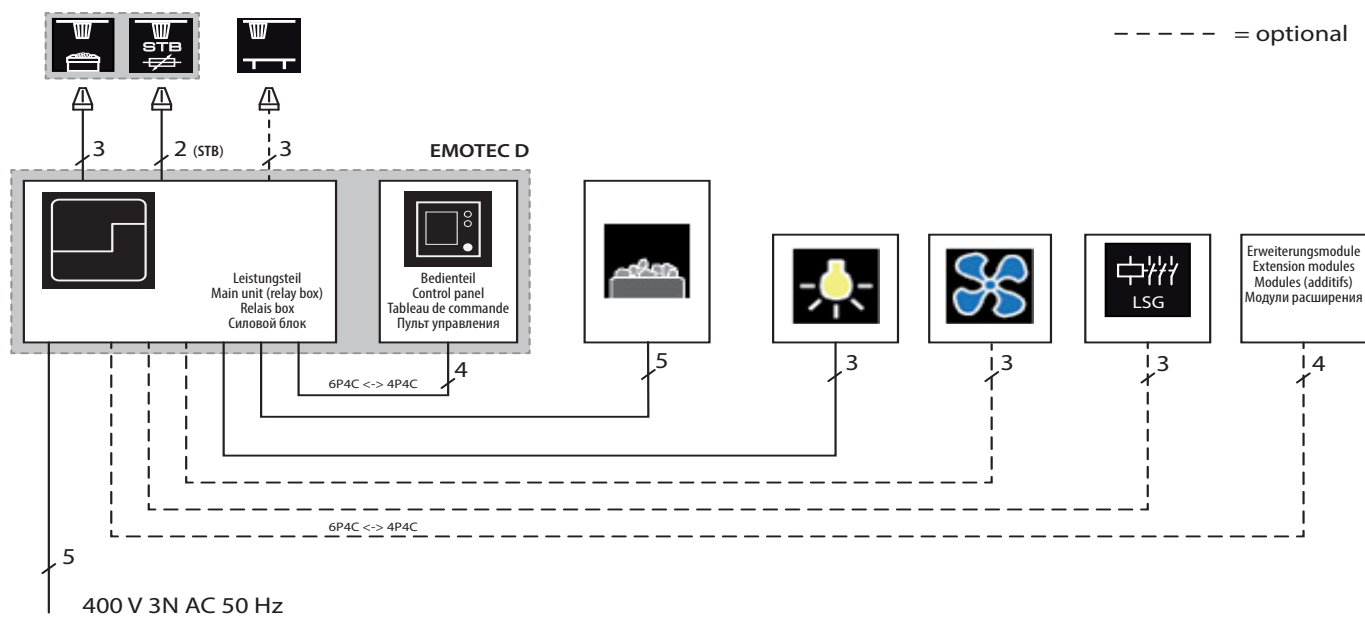 = optional
STB
3
2 (STB)
3
EMOTEC D
Leistungsteil
Main unit (relay box)
Relais box
Силовой блок
Bedienteil
Control panel
Tableau de commande
Пульт управления
LSG
Erweiterungsmodule
Extension modules
Modules (additifs)
Модули расширения
4
5
3
3
3
4
6P4C <-> 4P4C
6P4C <-> 4P4C
5
400 V 3N AC 50 Hz